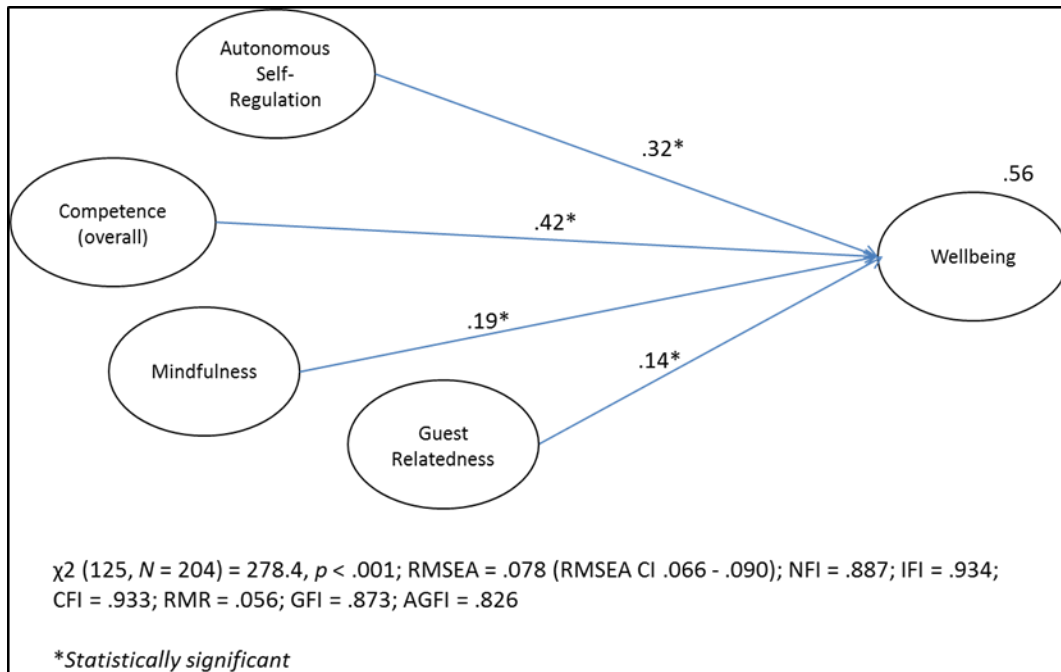 Autonomous
Self-
Regulation
.32*
.56
Competence
(overall)
.42*
Wellbeing
.19*
Mindfulness
.14*
Guest
Relatedness
χ2 (125, N = 204) = 278.4, p < .001; RMSEA = .078 (RMSEA CI .066 - .090); NFI = .887; IFI = .934;
CFI = .933; RMR = .056; GFI = .873; AGFI = .826
*Statistically significant